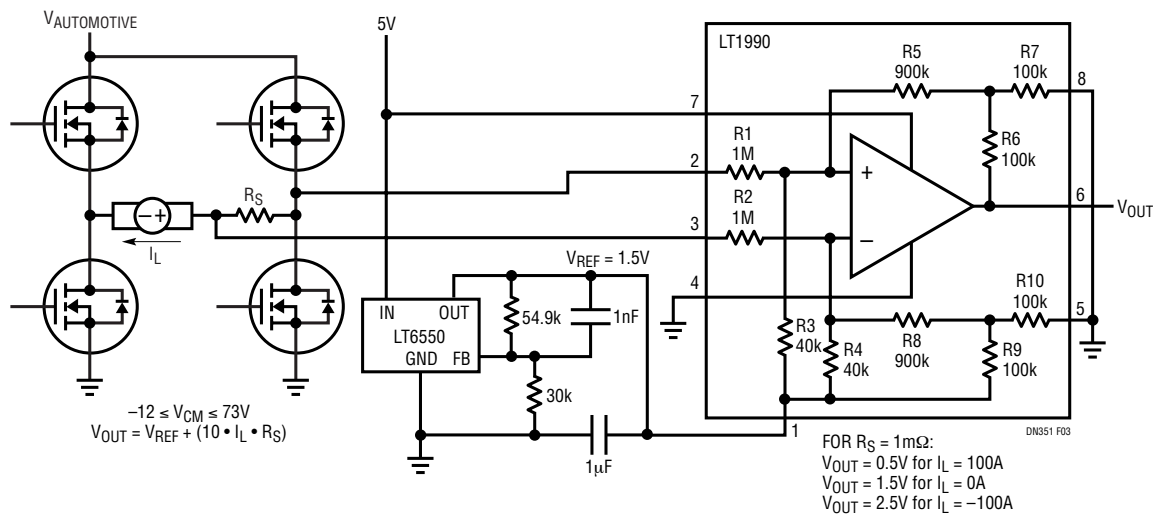 VAUTOMOTIVE
5V
LT1990
R5
900k
R7
100k
8
7
R6
100k
R1
1M
2
+
RS
− +
IL
R2
1M
3
−
6
VOUT
VREF = 1.5V
4
R10
100k
5
IN OUT
LT6550
GND FB
54.9k
1nF
R3
40k
R4
40k
R8
900k
R9
100k
30k
1µF
1
–12 ≤ VCM ≤ 73V
VOUT = VREF + (10 • IL • RS)
DN351 F03
FOR RS = 1mΩ:
VOUT = 0.5V for IL = 100A
VOUT = 1.5V for IL = 0A
VOUT = 2.5V for IL = –100A